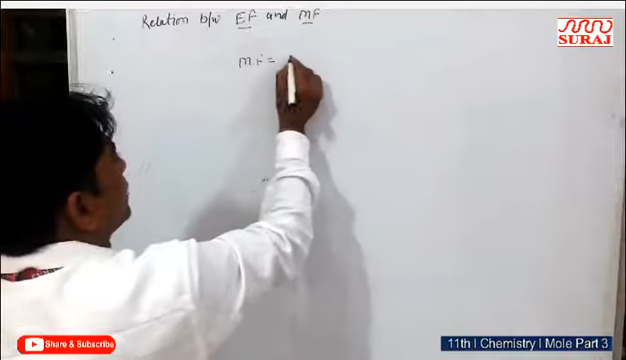 Relation b/w EF and MF
M.F =
SURAJ
Share & Subscribe
11th | Chemistry | Mole Part 3